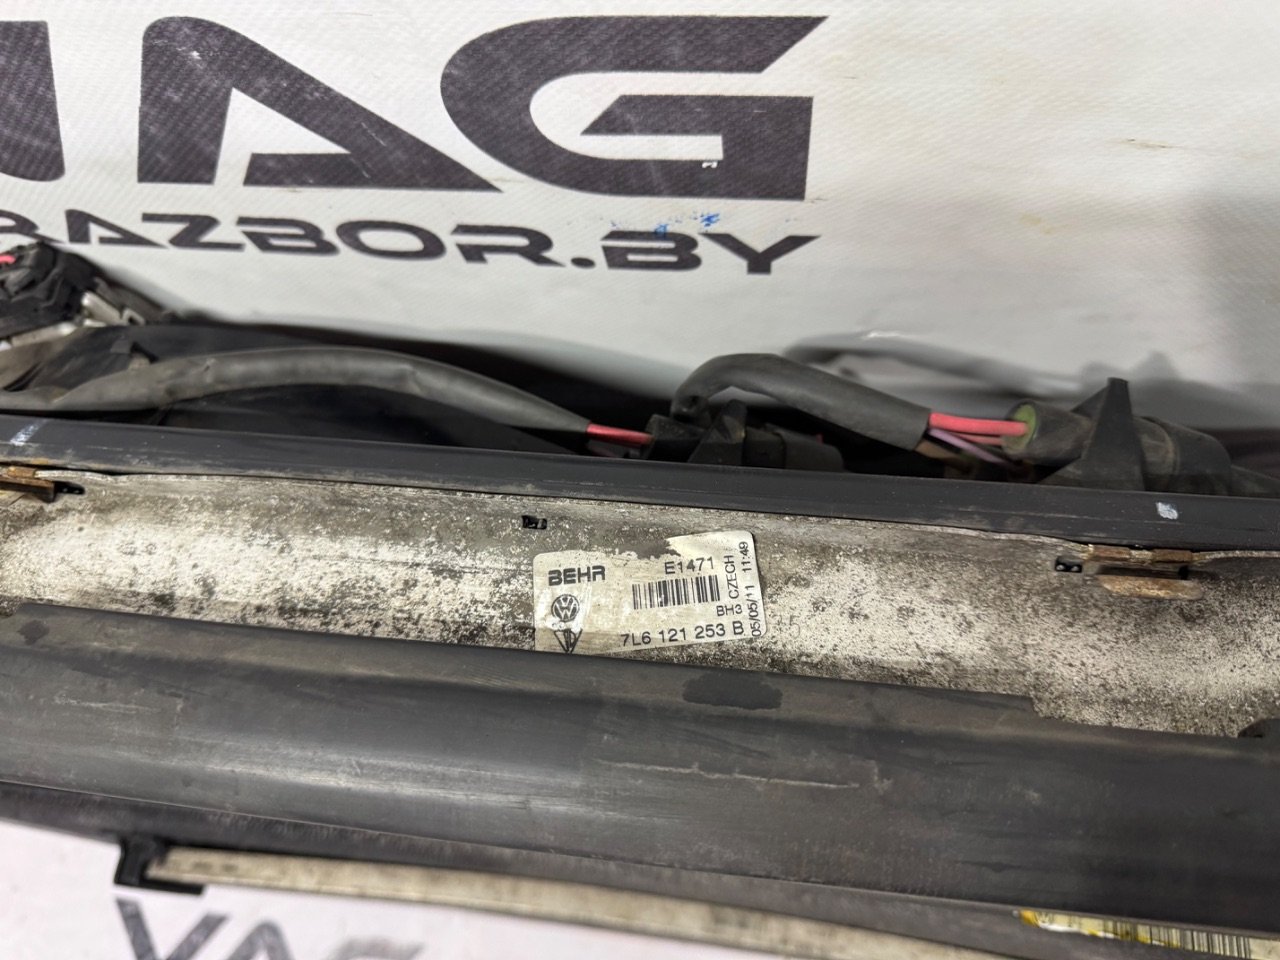 VAG
RAZBOR.BY
BEHR
E1471
BH3
CZECH
7L6 121 253 B
05/05/11 11:49
VAG